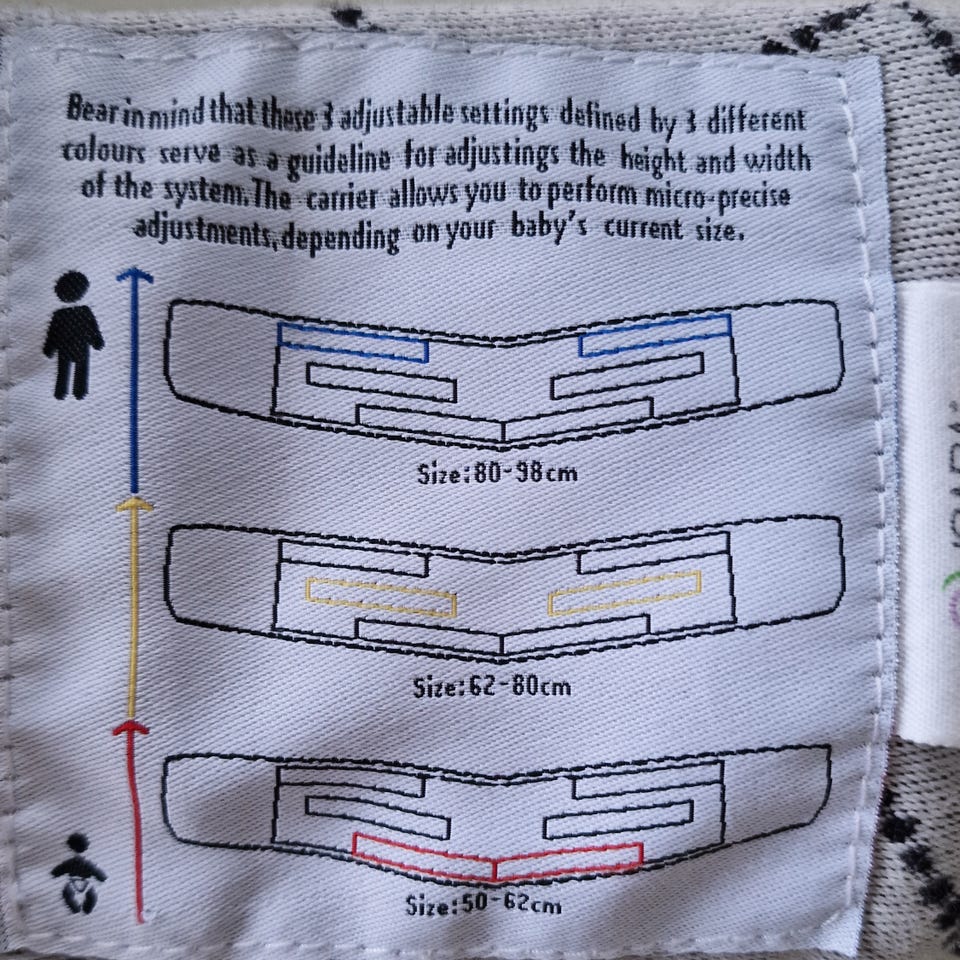 Bear in mind that these 3 adjustable settings defined by 3 different
colours serve as a guideline for adjustings the height and width
of the system. The carrier allows you to perform micro-precise
adjustments, depending on your baby's current size.
Size: 80-98cm
Size: 62-80cm
Size: 50-62cm